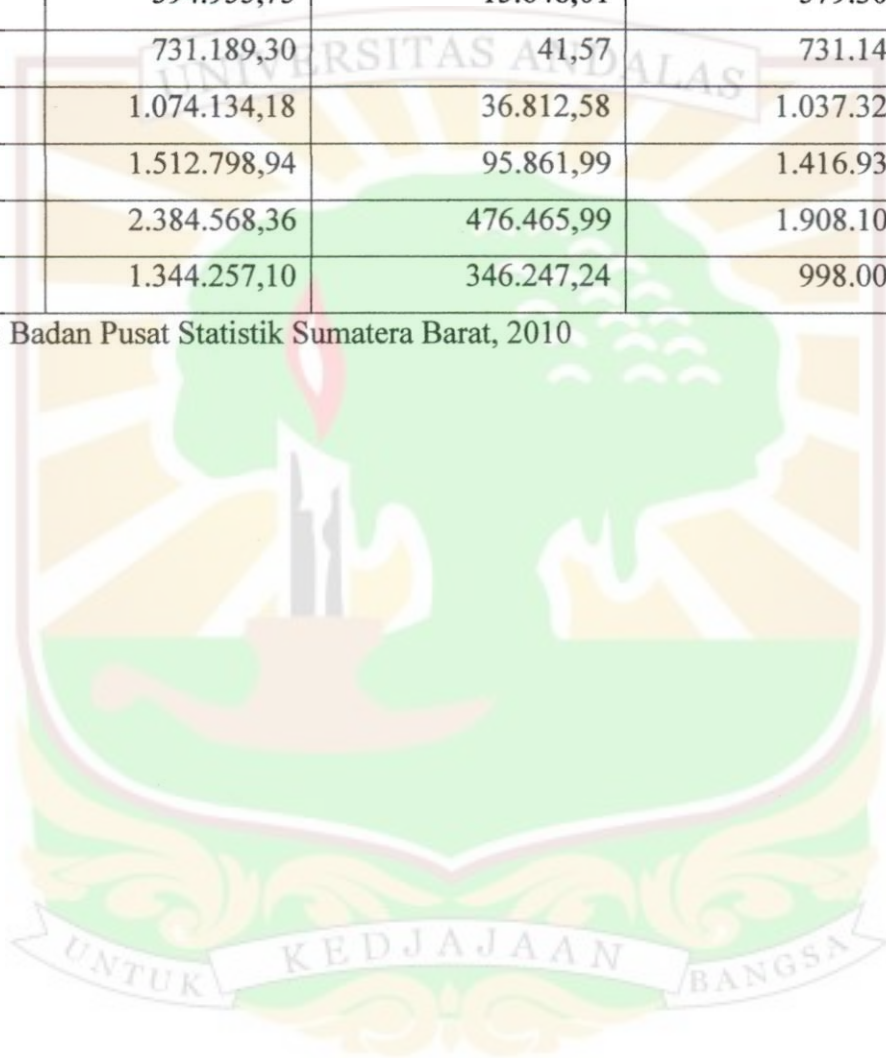 731.189,30 41,57 731.14
UNIVERSITAS ANDALAS
1.074.134,18 36.812,58 1.037.32
1.512.798,94 95.861,99 1.416.93
2.384.568,36 476.465,99 1.908.10
1.344.257,10 346.247,24 998.00
Badan Pusat Statistik Sumatera Barat, 2010
UNTUK KEDJAJAAN BANGSA